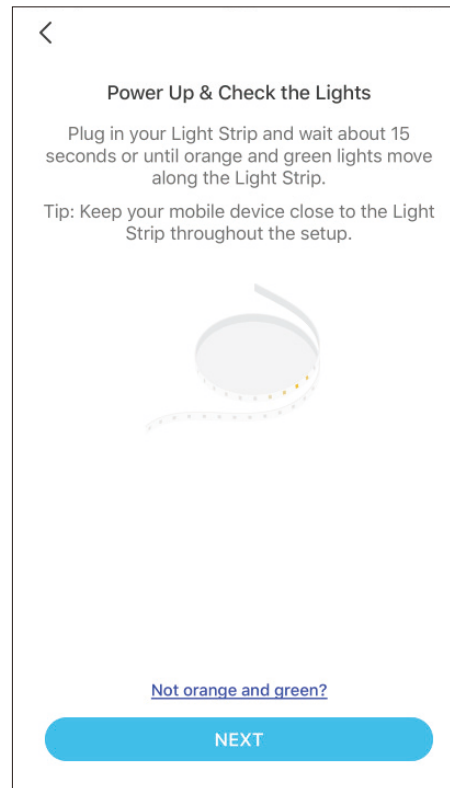 Power Up & Check the Lights
Plug in your Light Strip and wait about 15
seconds or until orange and green lights move
along the Light Strip.
Tip: Keep your mobile device close to the Light
Strip throughout the setup.
Not orange and green?
NEXT